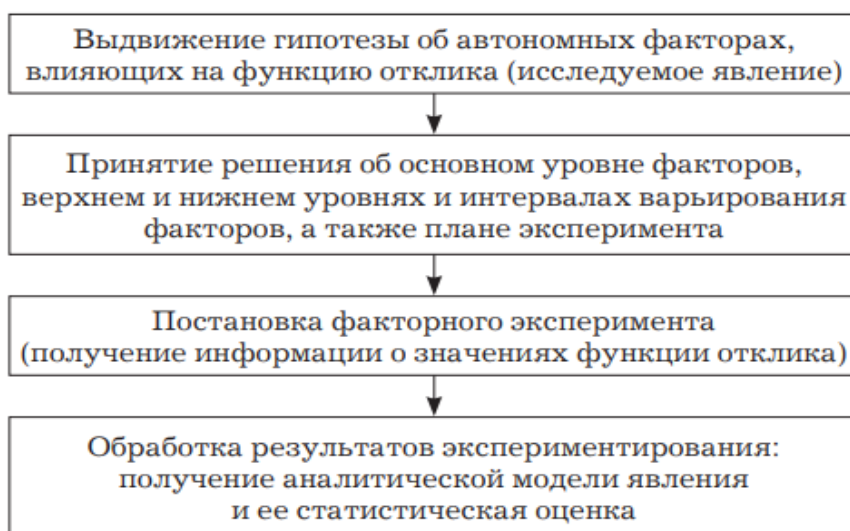 Выдвижение гипотезы об автономных факторах,
влияющих на функцию отклика (исследуемое явление)
Принятие решения об основном уровне факторов,
верхнем и нижнем уровнях и интервалах варьирования
факторов, а также плане эксперимента
Постановка факторного эксперимента
(получение информации о значениях функции отклика)
Обработка результатов экспериментирования:
получение аналитической модели явления
и ее статистическая оценка